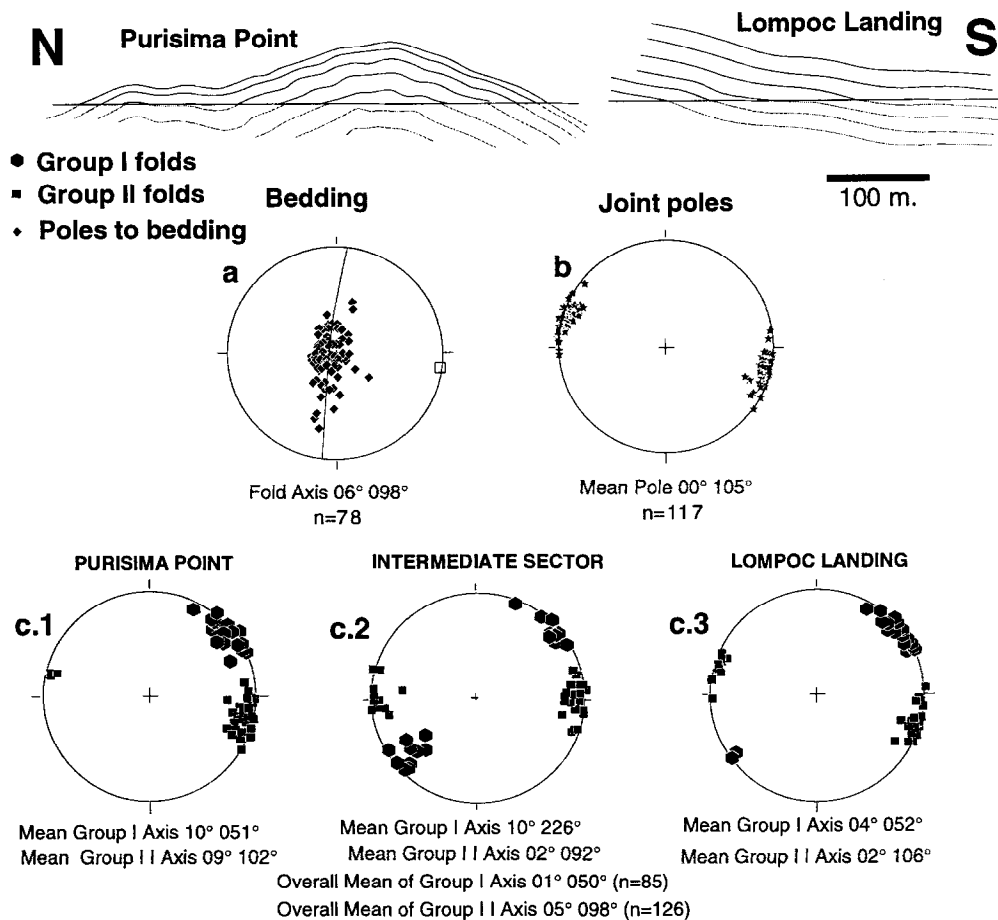 N Purisima Point Lompoc Landing S
Group I folds
Group II folds
Poles to bedding
100 m.
Bedding
Joint poles
a
b
Fold Axis 06° 098°
n=78
Mean Pole 00° 105°
n=117
PURISIMA POINT
INTERMEDIATE SECTOR
LOMPOC LANDING
c.1
c.2
c.3
Mean Group I Axis 10° 051°
Mean Group II Axis 09° 102°
Mean Group I Axis 10° 226°
Mean Group II Axis 02° 092°
Mean Group I Axis 04° 052°
Mean Group II Axis 02° 106°
Overall Mean of Group I Axis 01° 050° (n=85)
Overall Mean of Group II Axis 05° 098° (n=126)